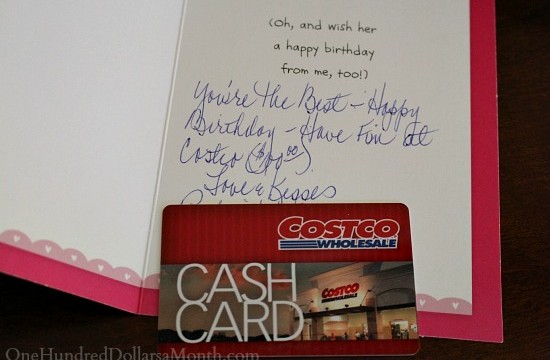 (Oh, and wish her
a happy birthday
from me, too!)
You're the Best - Happy
Birthday - Have Fun at
Costco
Love & Kisses
COSTCO
WHOLESALE
CASH
CARD
COSTCO
WHOLESALE
OneHundredDollarsaMonth.com